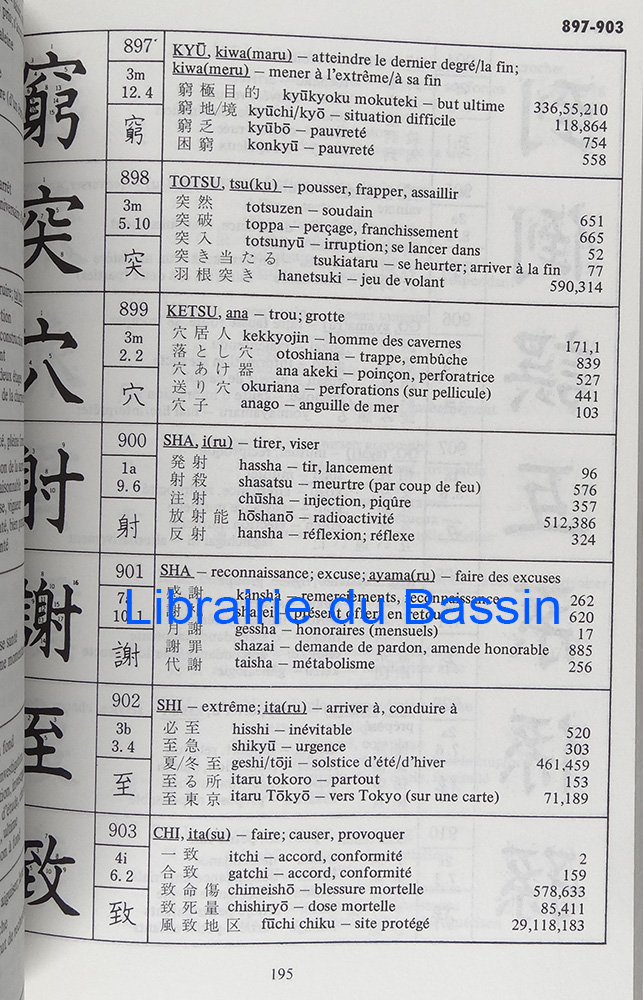 897-903
窮
897
3m
12.4
窮
KYŪ, kiwa(maru) – atteindre le dernier degré/la fin;
kiwa(meru) – mener à l'extrême/à sa fin
窮極目的 kyūkyoku mokuteki – but ultime 336,55,210
窮地/境 kyūchi/kyō – situation difficile 118,864
窮乏 kyūbō – pauvreté 754
困窮 konkyū – pauvreté 558
突
898
3m
5.10
突
TOTSU, tsu(ku) – pousser, frapper, assaillir
突然 totsuzen – soudain 651
突破 toppa – perçage, franchissement 665
突入 totsunyū – irruption; se lancer dans 52
突き当たる tsukiataru – se heurter; arriver à la fin 77
羽根突き hanetsuki – jeu de volant 590,314
穴
899
3m
2.2
穴
KETSU, ana – trou; grotte
穴居人 kekkyojin – homme des cavernes 171,1
落とし穴 otoshiana – trappe, embûche 839
穴あけ器 ana akeki – poinçon, perforatrice 527
送り穴 okuriana – perforations (sur pellicule) 441
穴子 anago – anguille de mer 103
射
900
1a
9.6
射
SHA, i(ru) – tirer, viser
発射 hassha – tir, lancement 96
射殺 shasatsu – meurtre (par coup de feu) 576
注射 chūsha – injection, piqûre 357
放射能 hōshanō – radioactivité 512,386
反射 hansha – réflexion; réflexe 324
謝
901
7a
10.1
謝
SHA – reconnaissance; excuse; ayama(ru) – faire des excuses
感謝 kansha – remerciements, reconnaissance 262
謝礼 sharei – présent offert en retour 620
月謝 gessha – honoraires (mensuels) 17
謝罪 shazai – demande de pardon, amende honorable 885
代謝 taisha – métabolisme 256
Librairie du Bassin
至
902
3b
3.4
至
SHI – extrême; ita(ru) – arriver à, conduire à
必至 hisshi – inévitable 520
至急 shikyū – urgence 303
夏/冬至 geshi/tōji – solstice d'été/d'hiver 461,459
至る所 itaru tokoro – partout 153
至東京 itaru Tōkyō – vers Tokyo (sur une carte) 71,189
致
903
4i
6.2
致
CHI, ita(su) – faire; causer, provoquer
一致 itchi – accord, conformité 2
合致 gatchi – accord, conformité 159
致命傷 chimeishō – blessure mortelle 578,633
致死量 chishiryō – dose mortelle 85,411
風致地区 fūchi chiku – site protégé 29,118,183
195